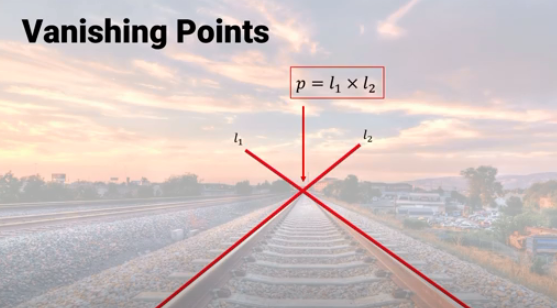 Vanishing Points
p = l₁ × l₂
l₁
l₂